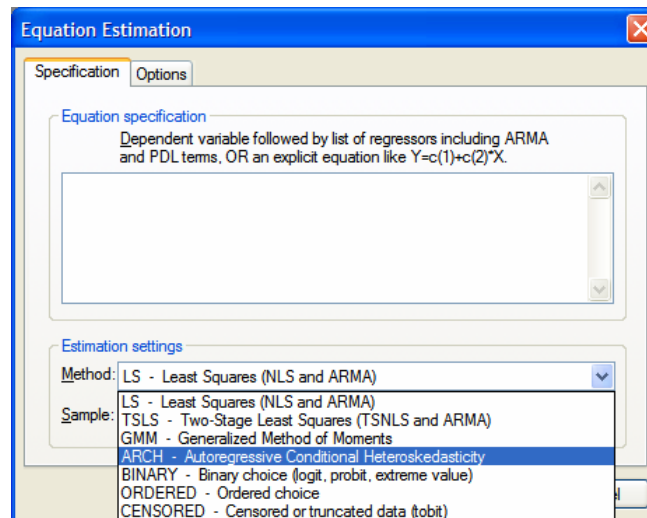 Equation Estimation
Specification
Options
Equation specification
Dependent variable followed by list of regressors including ARMA
and PDL terms, OR an explicit equation like Y=c(1)+c(2)*X.
Estimation settings
Method: LS - Least Squares (NLS and ARMA)
LS - Least Squares (NLS and ARMA)
Sample: TSLS - Two-Stage Least Squares (TSNLS and ARMA)
GMM - Generalized Method of Moments
ARCH - Autoregressive Conditional Heteroskedasticity
BINARY - Binary choice (logit, probit, extreme value)
ORDERED - Ordered choice
CENSORED - Censored or truncated data (tobit)